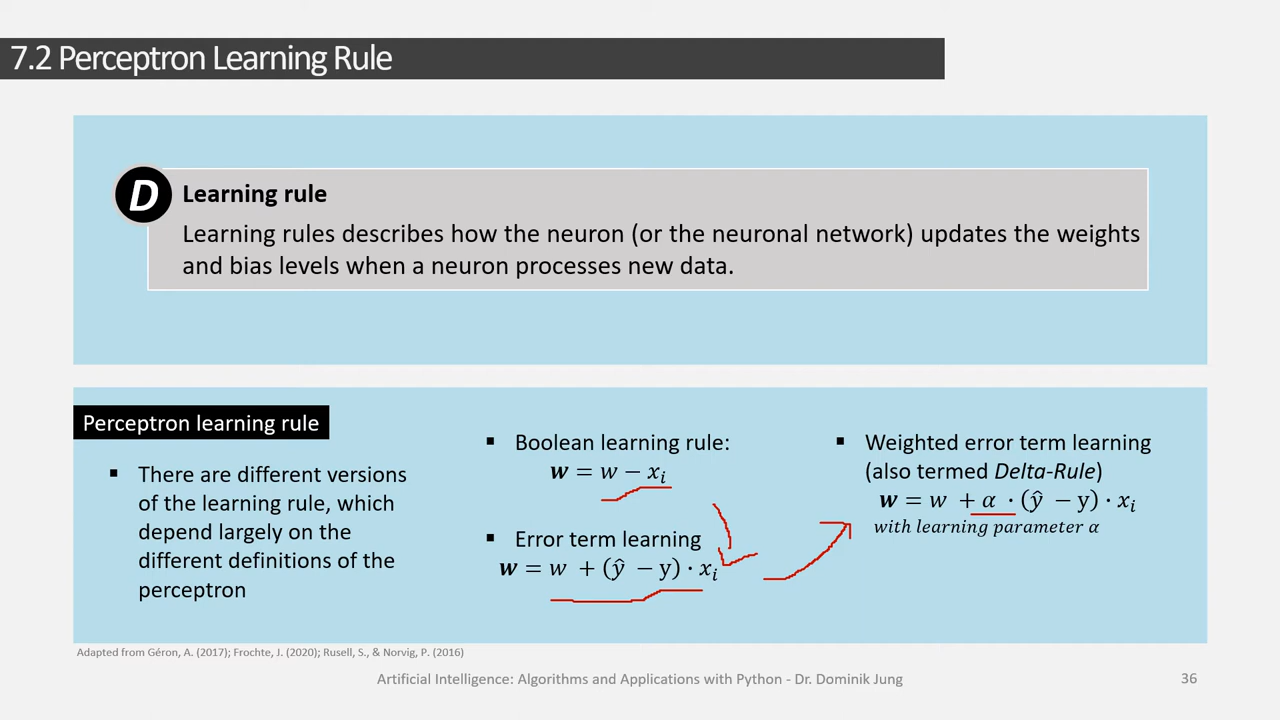 7.2 Perceptron Learning Rule
D
Learning rule
Learning rules describes how the neuron (or the neuronal network) updates the weights
and bias levels when a neuron processes new data.
Perceptron learning rule
▪ There are different versions
of the learning rule, which
depend largely on the
different definitions of the
perceptron
▪ Boolean learning rule:
w = w − xᵢ
▪ Error term learning
w = w + (ŷ − y) · xᵢ
▪ Weighted error term learning
(also termed Delta-Rule)
w = w + α · (ŷ − y) · xᵢ
with learning parameter α
Adapted from Géron, A. (2017); Frochte, J. (2020); Rusell, S., & Norvig, P. (2016)
Artificial Intelligence: Algorithms and Applications with Python - Dr. Dominik Jung
36